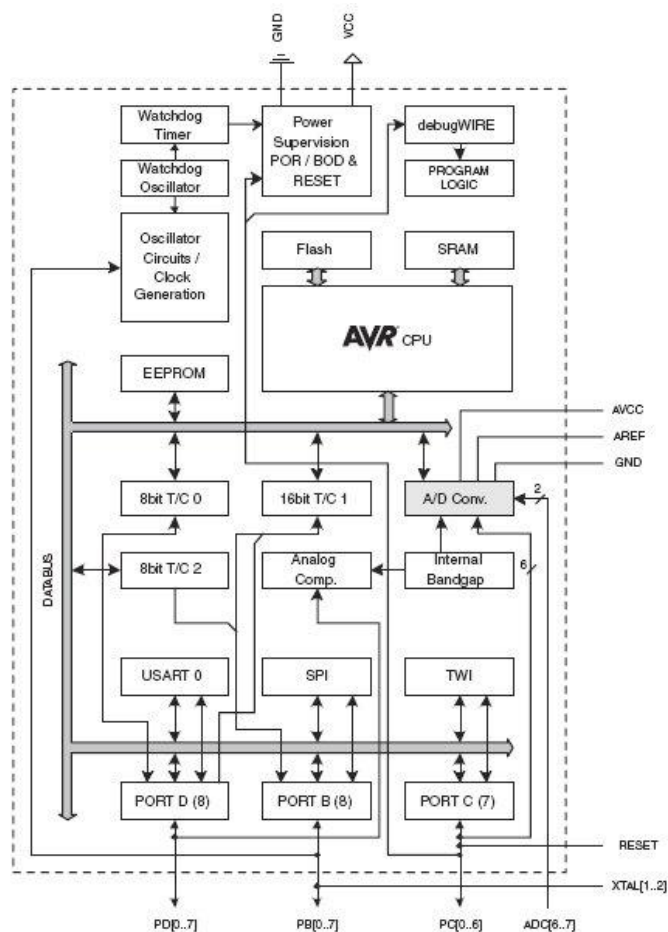 GND
VCC
Watchdog
Timer
Power
Supervision
POR / BOD &
RESET
debugWIRE
Watchdog
Oscillator
PROGRAM
LOGIC
Oscillator
Circuits /
Clock
Generation
Flash
SRAM
AVR CPU
EEPROM
AVCC
AREF
GND
8bit T/C 0
16bit T/C 1
A/D Conv.
2
DATABUS
8bit T/C 2
Analog
Comp.
Internal
Bandgap
6
USART 0
SPI
TWI
PORT D (8)
PORT B (8)
PORT C (7)
RESET
XTAL[1..2]
PD[0..7]
PB[0..7]
PC[0..6]
ADC[6..7]